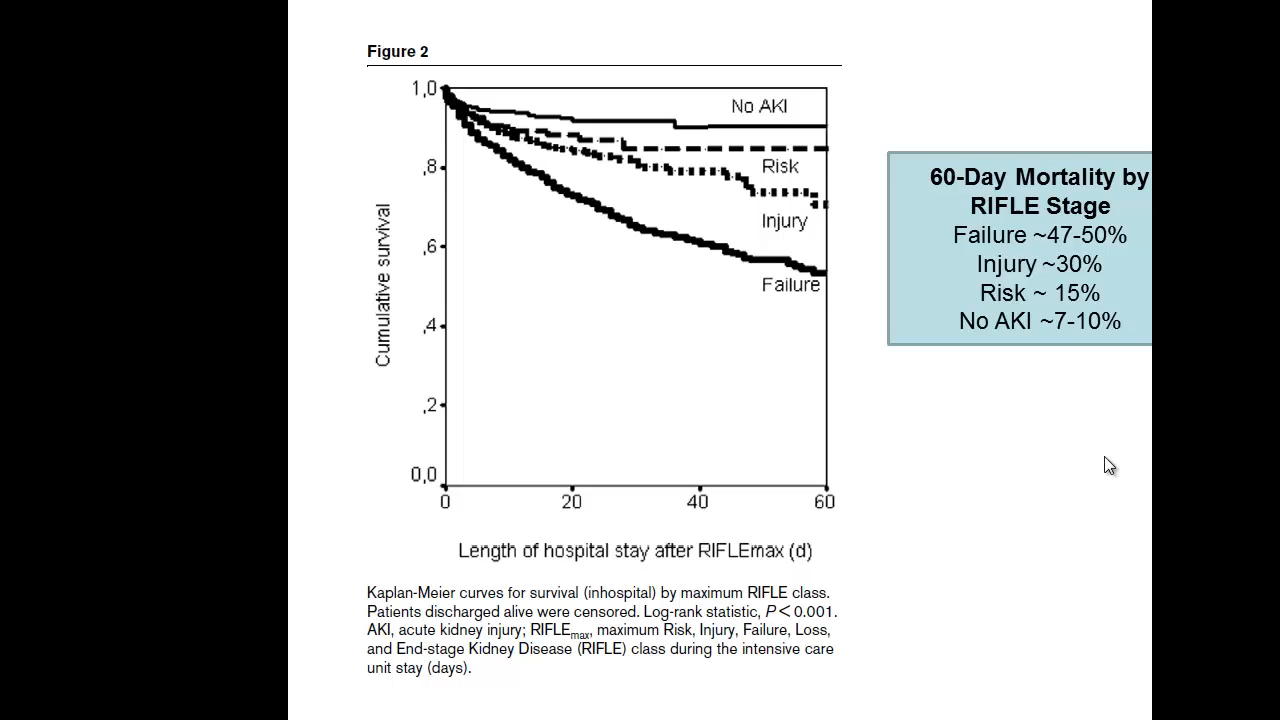 Figure 2
1,0
,8
,6
,4
,2
0,0
Cumulative survival
No AKI
Risk
Injury
Failure
0 20 40 60
Length of hospital stay after RIFLEmax (d)
Kaplan-Meier curves for survival (inhospital) by maximum RIFLE class.
Patients discharged alive were censored. Log-rank statistic, P < 0.001.
AKI, acute kidney injury; RIFLEmax, maximum Risk, Injury, Failure, Loss,
and End-stage Kidney Disease (RIFLE) class during the intensive care
unit stay (days).
60-Day Mortality by
RIFLE Stage
Failure ~47-50%
Injury ~30%
Risk ~ 15%
No AKI ~7-10%